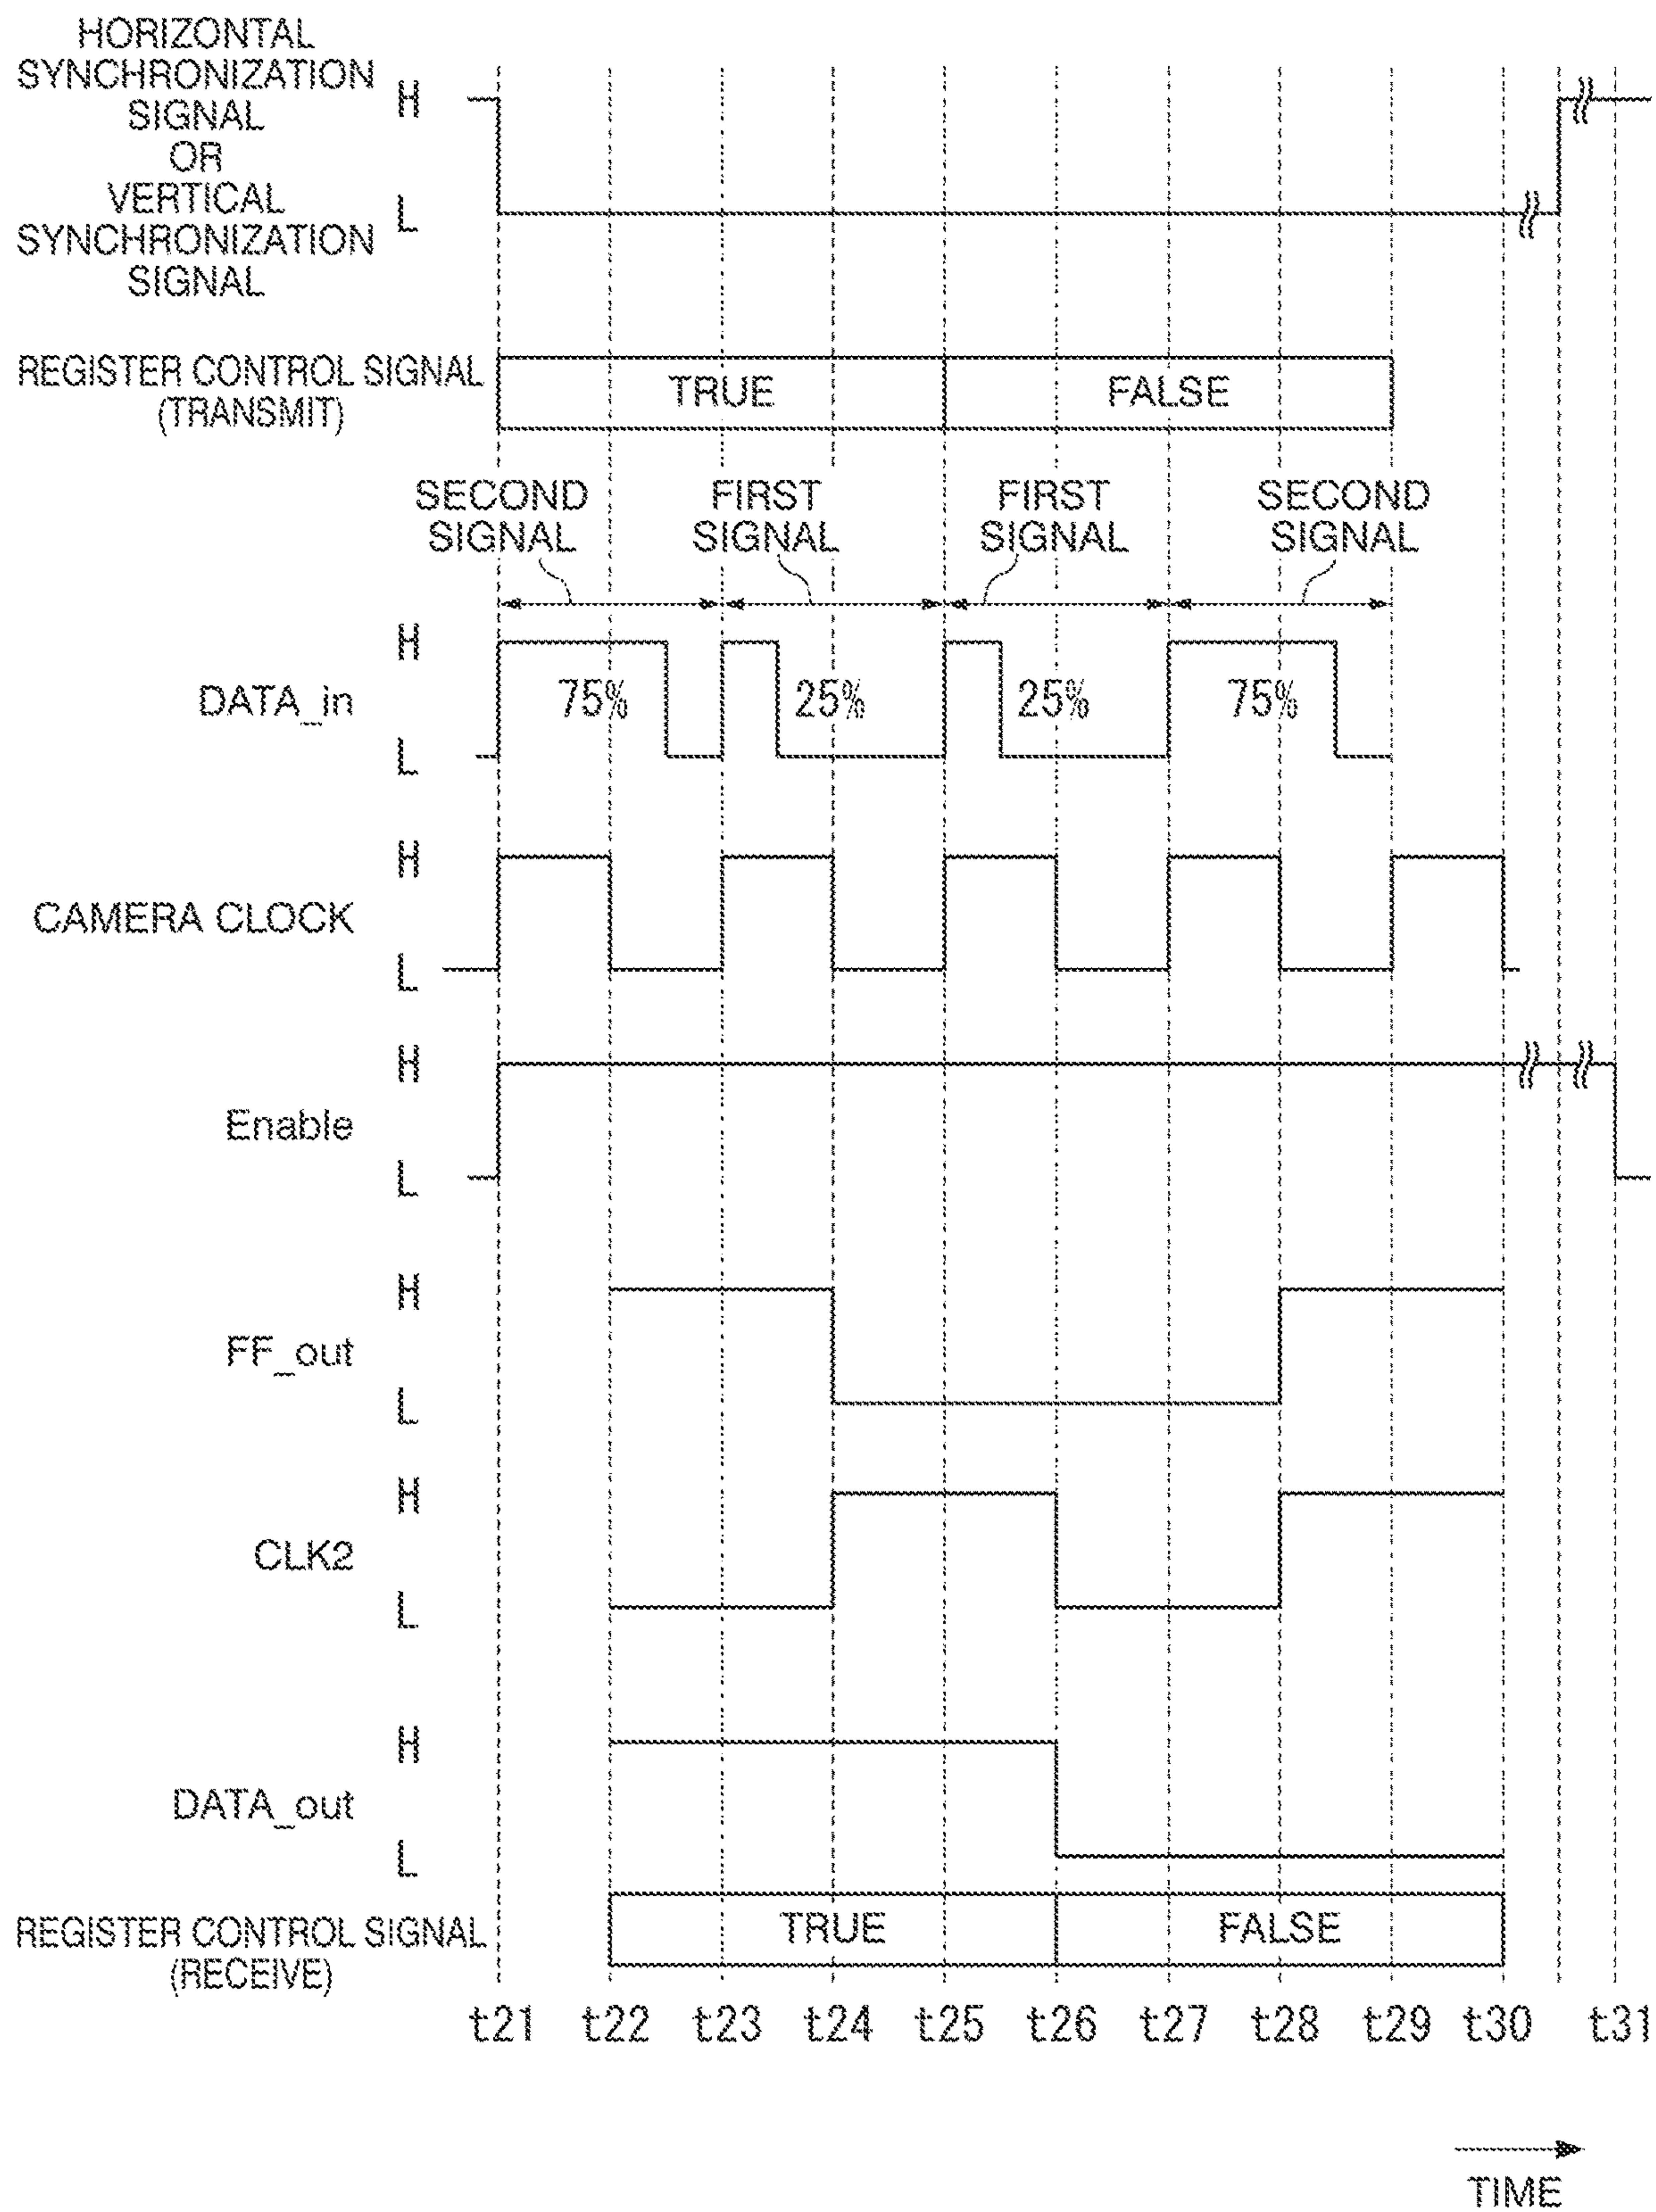 HORIZONTAL
SYNCHRONIZATION
SIGNAL
OR
VERTICAL
SYNCHRONIZATION
SIGNAL
H
L
REGISTER CONTROL SIGNAL
(TRANSMIT)
TRUE
FALSE
SECOND
SIGNAL
FIRST
SIGNAL
FIRST
SIGNAL
SECOND
SIGNAL
DATA_in
H
L
75%
25%
25%
75%
CAMERA CLOCK
H
L
Enable
H
L
FF_out
H
L
CLK2
H
L
DATA_out
H
L
REGISTER CONTROL SIGNAL
(RECEIVE)
TRUE
FALSE
t21 t22 t23 t24 t25 t26 t27 t28 t29 t30 t31
TIME